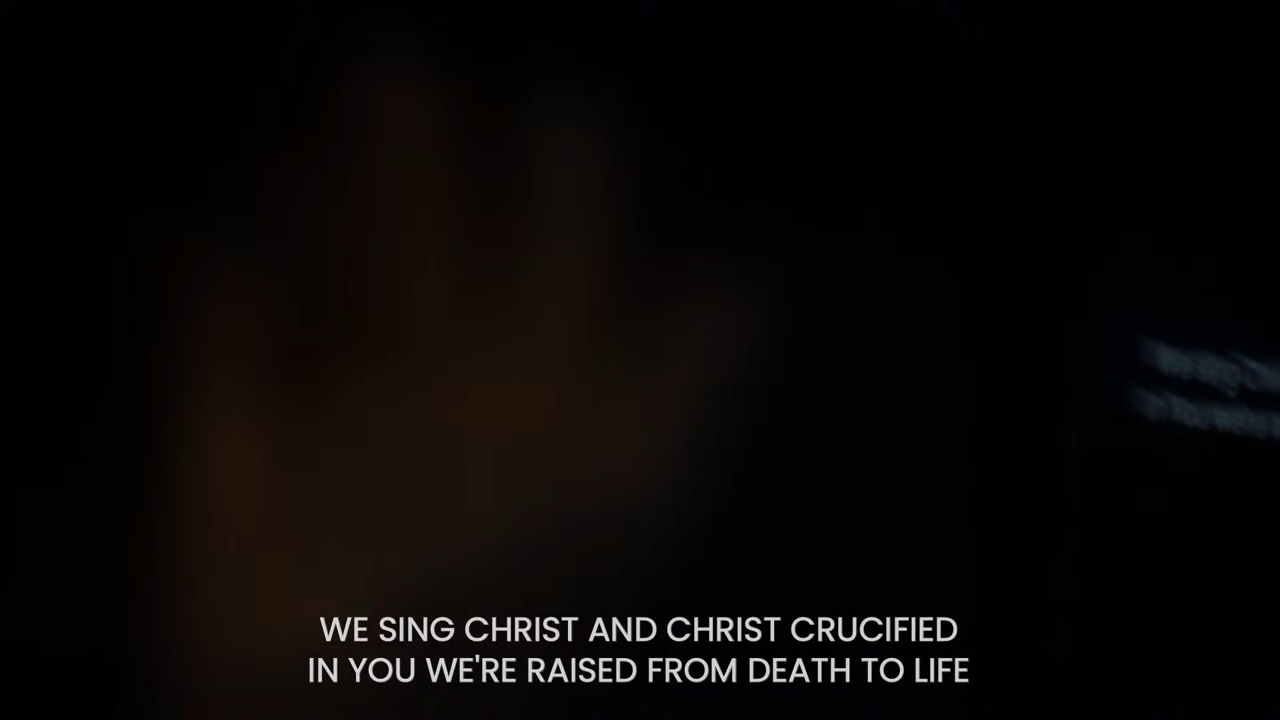 WE SING CHRIST AND CHRIST CRUCIFIED
IN YOU WE'RE RAISED FROM DEATH TO LIFE